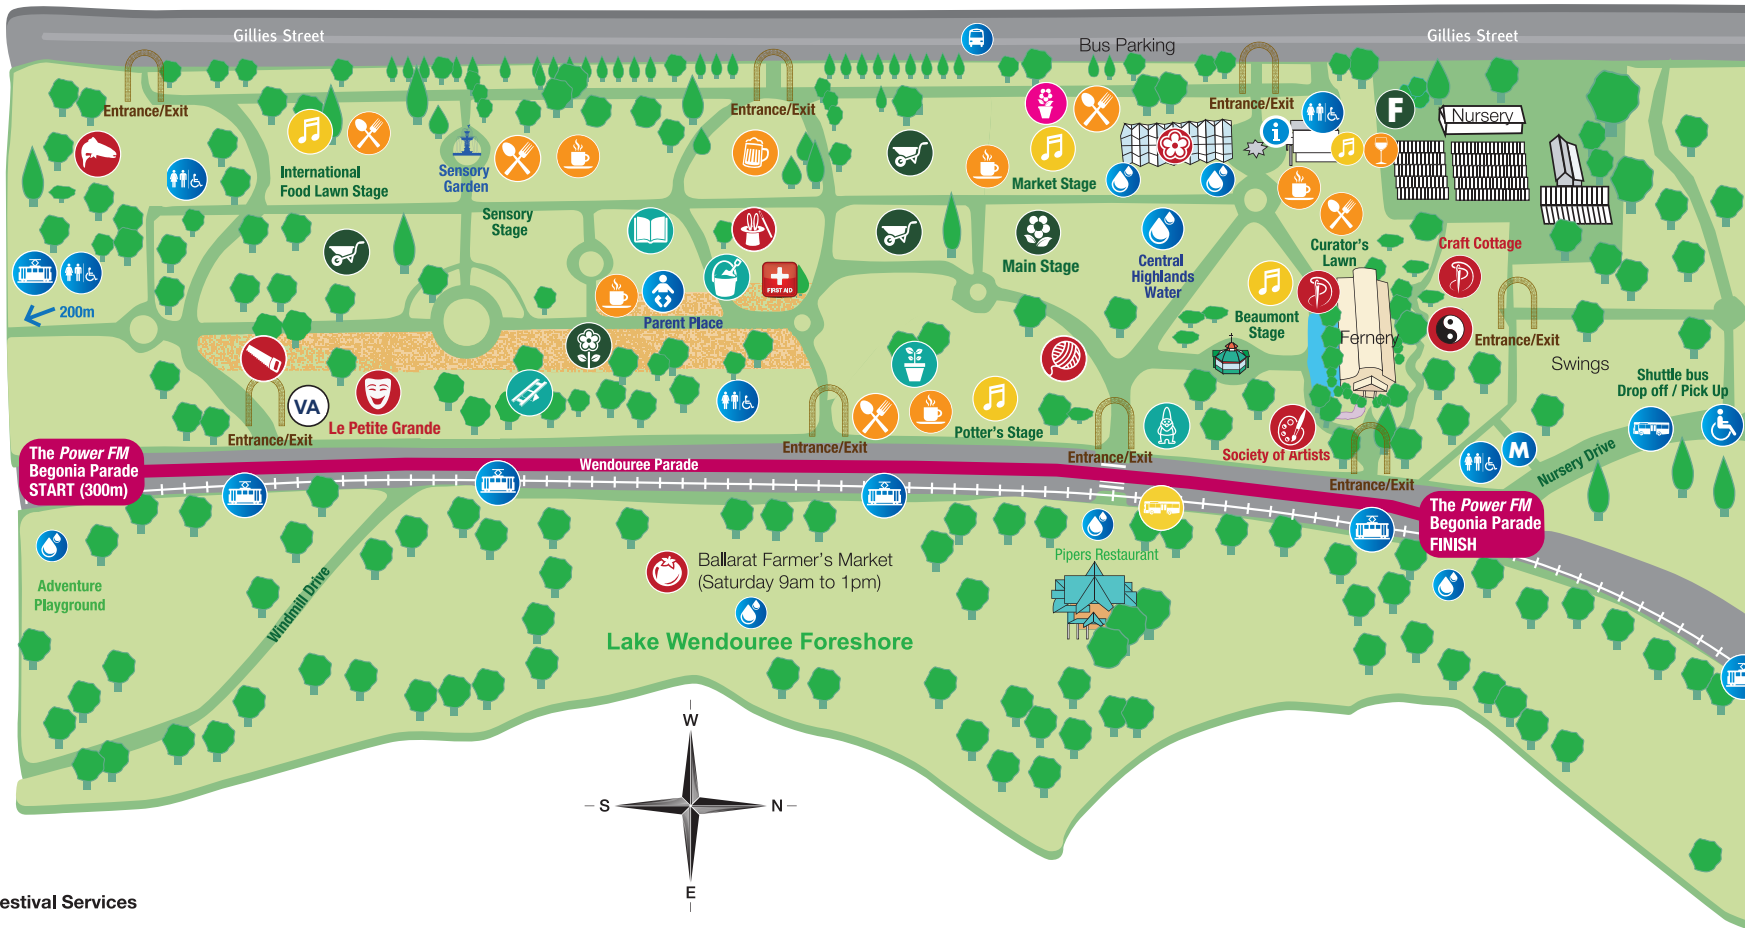 Gillies Street
Gillies Street
Bus Parking
Entrance/Exit
Entrance/Exit
Entrance/Exit
F
Nursery
i
International
Food Lawn Stage
Sensory
Garden
Market Stage
Sensory
Stage
Main Stage
Central
Highlands
Water
Curator's
Lawn
Craft Cottage
200m
FIRST AID
Parent Place
Beaumont
Stage
Fernery
Entrance/Exit
Swings
Shuttle bus
Drop off / Pick Up
VA
Le Petite Grande
Entrance/Exit
Entrance/Exit
Potter's Stage
Entrance/Exit
Society of Artists
Entrance/Exit
M
Nursery Drive
The Power FM
Begonia Parade
START (300m)
Wendouree Parade
The Power FM
Begonia Parade
FINISH
Adventure
Playground
Windmill Drive
Ballarat Farmer's Market
(Saturday 9am to 1pm)
Pipers Restaurant
Lake Wendouree Foreshore
W
S
N
E
estival Services